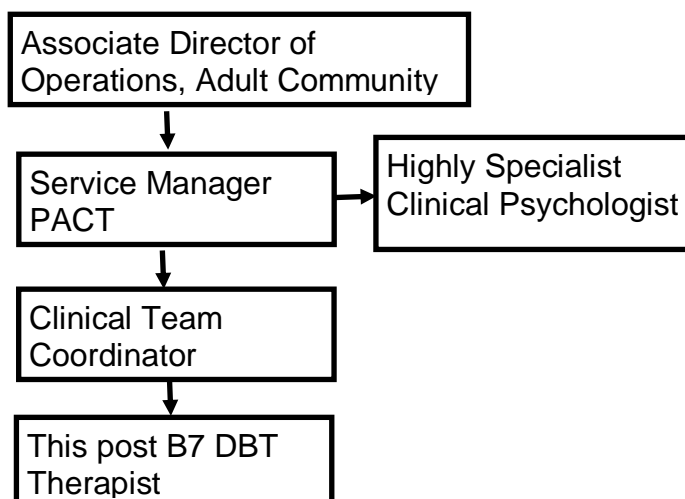 Associate Director of
Operations, Adult Community
Service Manager
PACT
Highly Specialist
Clinical Psychologist
Clinical Team
Coordinator
This post B7 DBT
Therapist